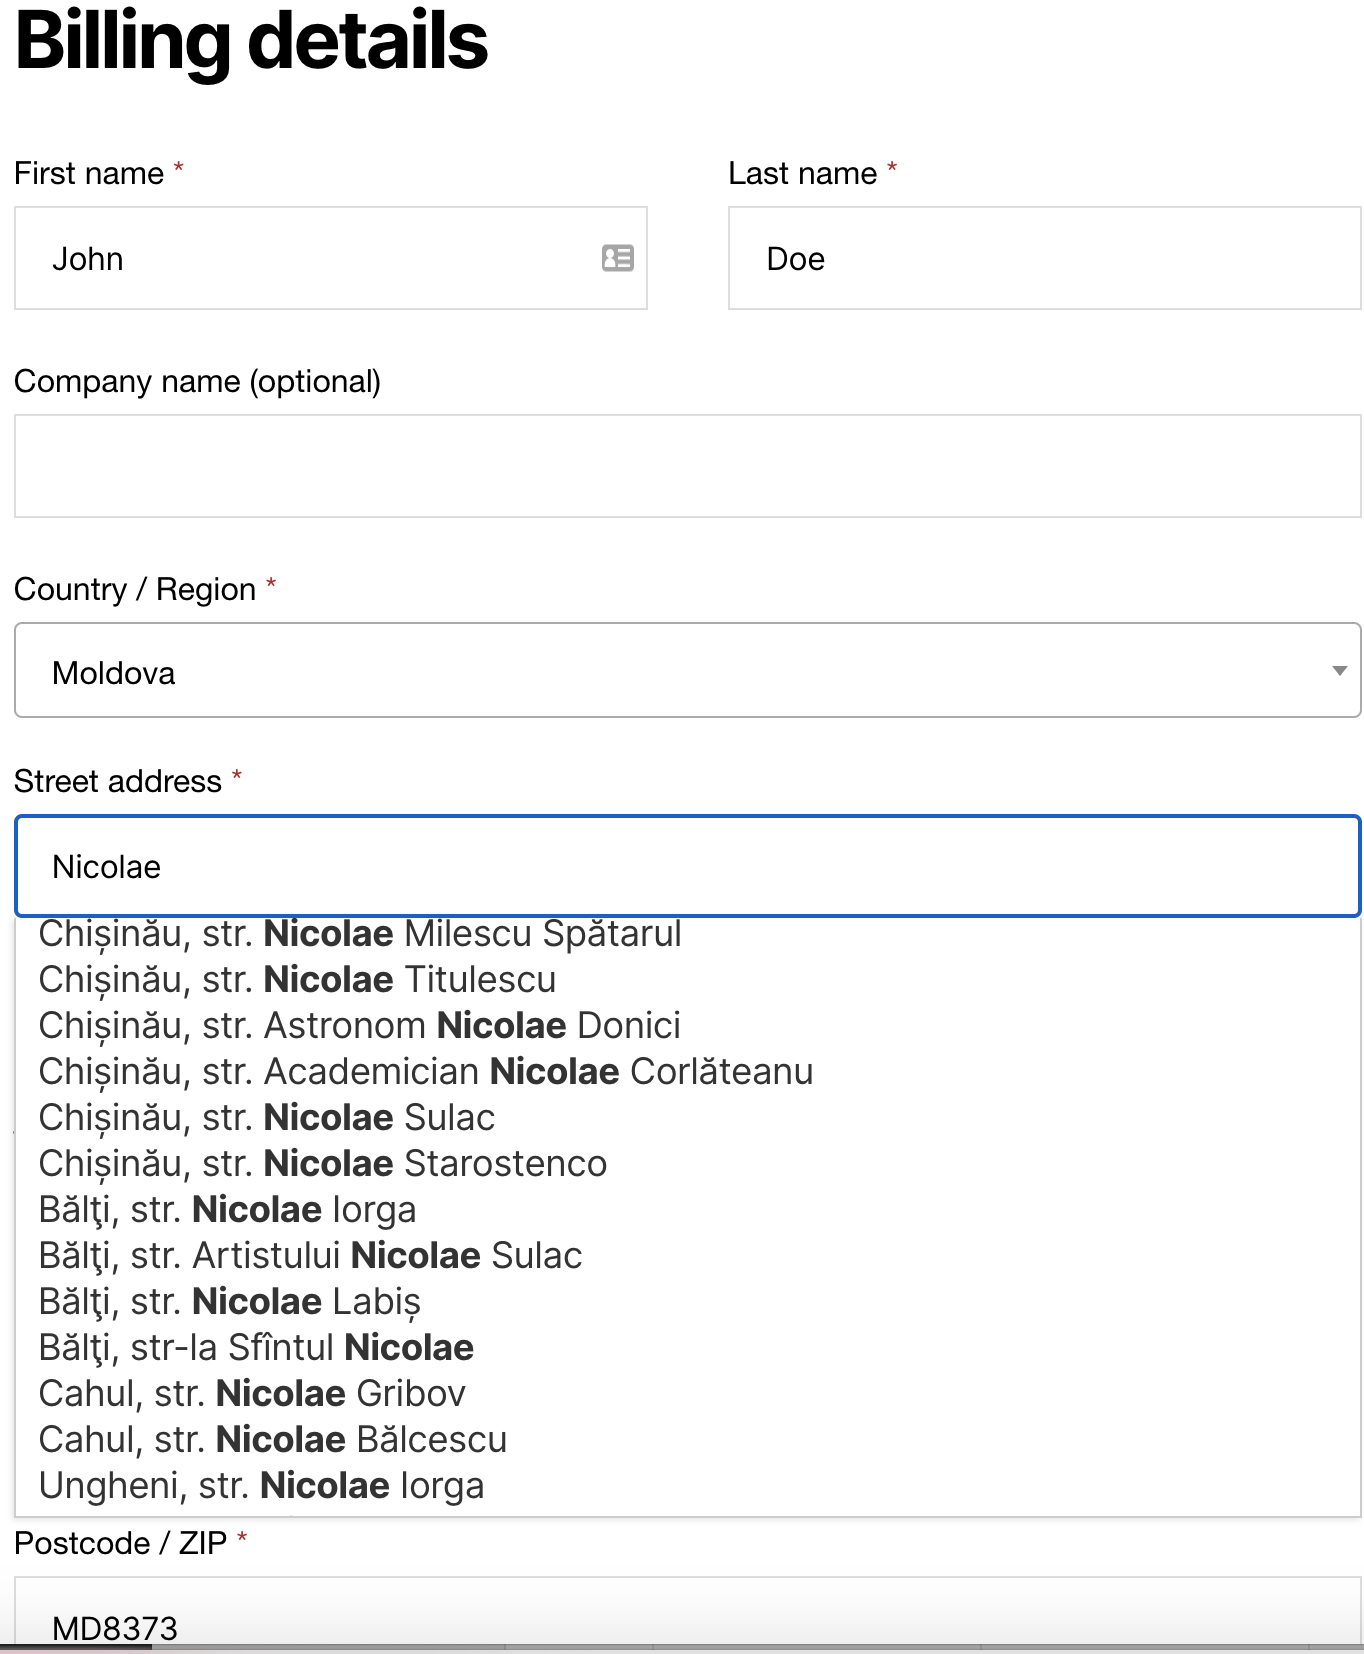 Billing details
First name *
Last name *
John
Doe
Company name (optional)
Country / Region *
Moldova
Street address *
Nicolae
Chișinău, str. Nicolae Milescu Spătarul
Chișinău, str. Nicolae Titulescu
Chișinău, str. Astronom Nicolae Donici
Chișinău, str. Academician Nicolae Corlăteanu
Chișinău, str. Nicolae Sulac
Chișinău, str. Nicolae Starostenco
Bălţi, str. Nicolae Iorga
Bălţi, str. Artistului Nicolae Sulac
Bălţi, str. Nicolae Labiș
Bălţi, str-la Sfîntul Nicolae
Cahul, str. Nicolae Gribov
Cahul, str. Nicolae Bălcescu
Ungheni, str. Nicolae Iorga
Postcode / ZIP *
MD8373